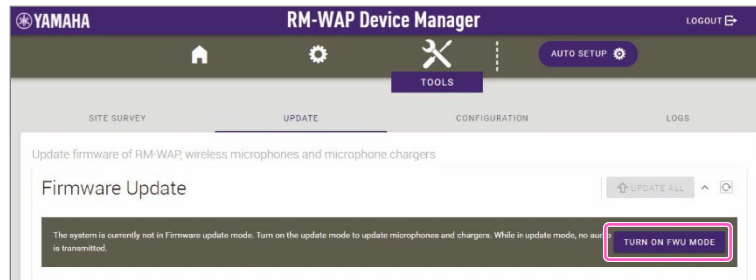 YAMAHA RM-WAP Device Manager LOGOUT
AUTO SETUP
TOOLS
SITE SURVEY UPDATE CONFIGURATION LOGS
Update firmware of RM-WAP, wireless microphones and microphone chargers
Firmware Update UPDATE ALL
The system is currently not in Firmware update mode. Turn on the update mode to update microphones and chargers. While in update mode, no audio
is transmitted.
TURN ON FWU MODE